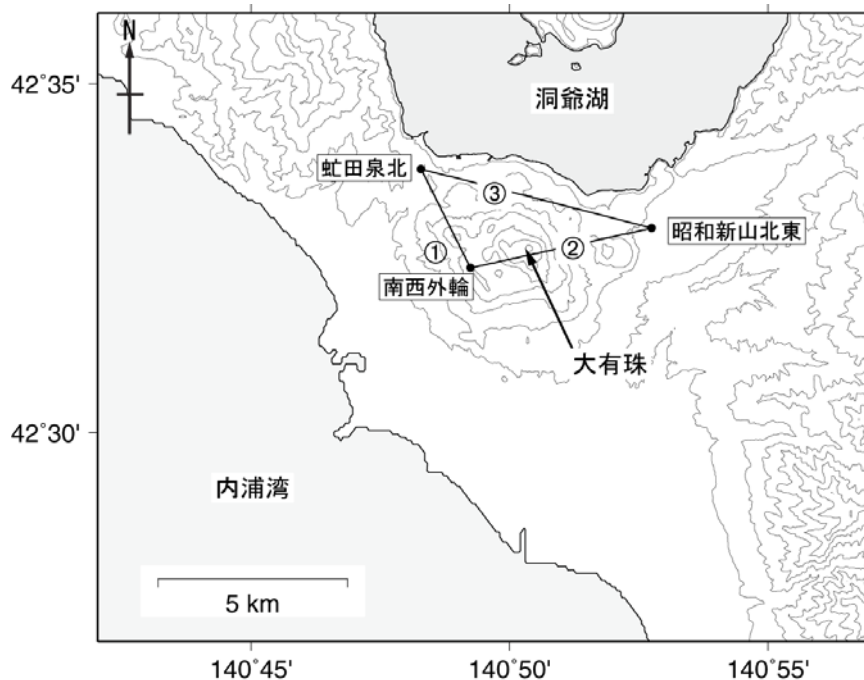 N
42°35'
洞爺湖
虻田泉北
③
昭和新山北東
①
②
南西外輪
大有珠
42°30'
内浦湾
5 km
140°45'
140°50'
140°55'